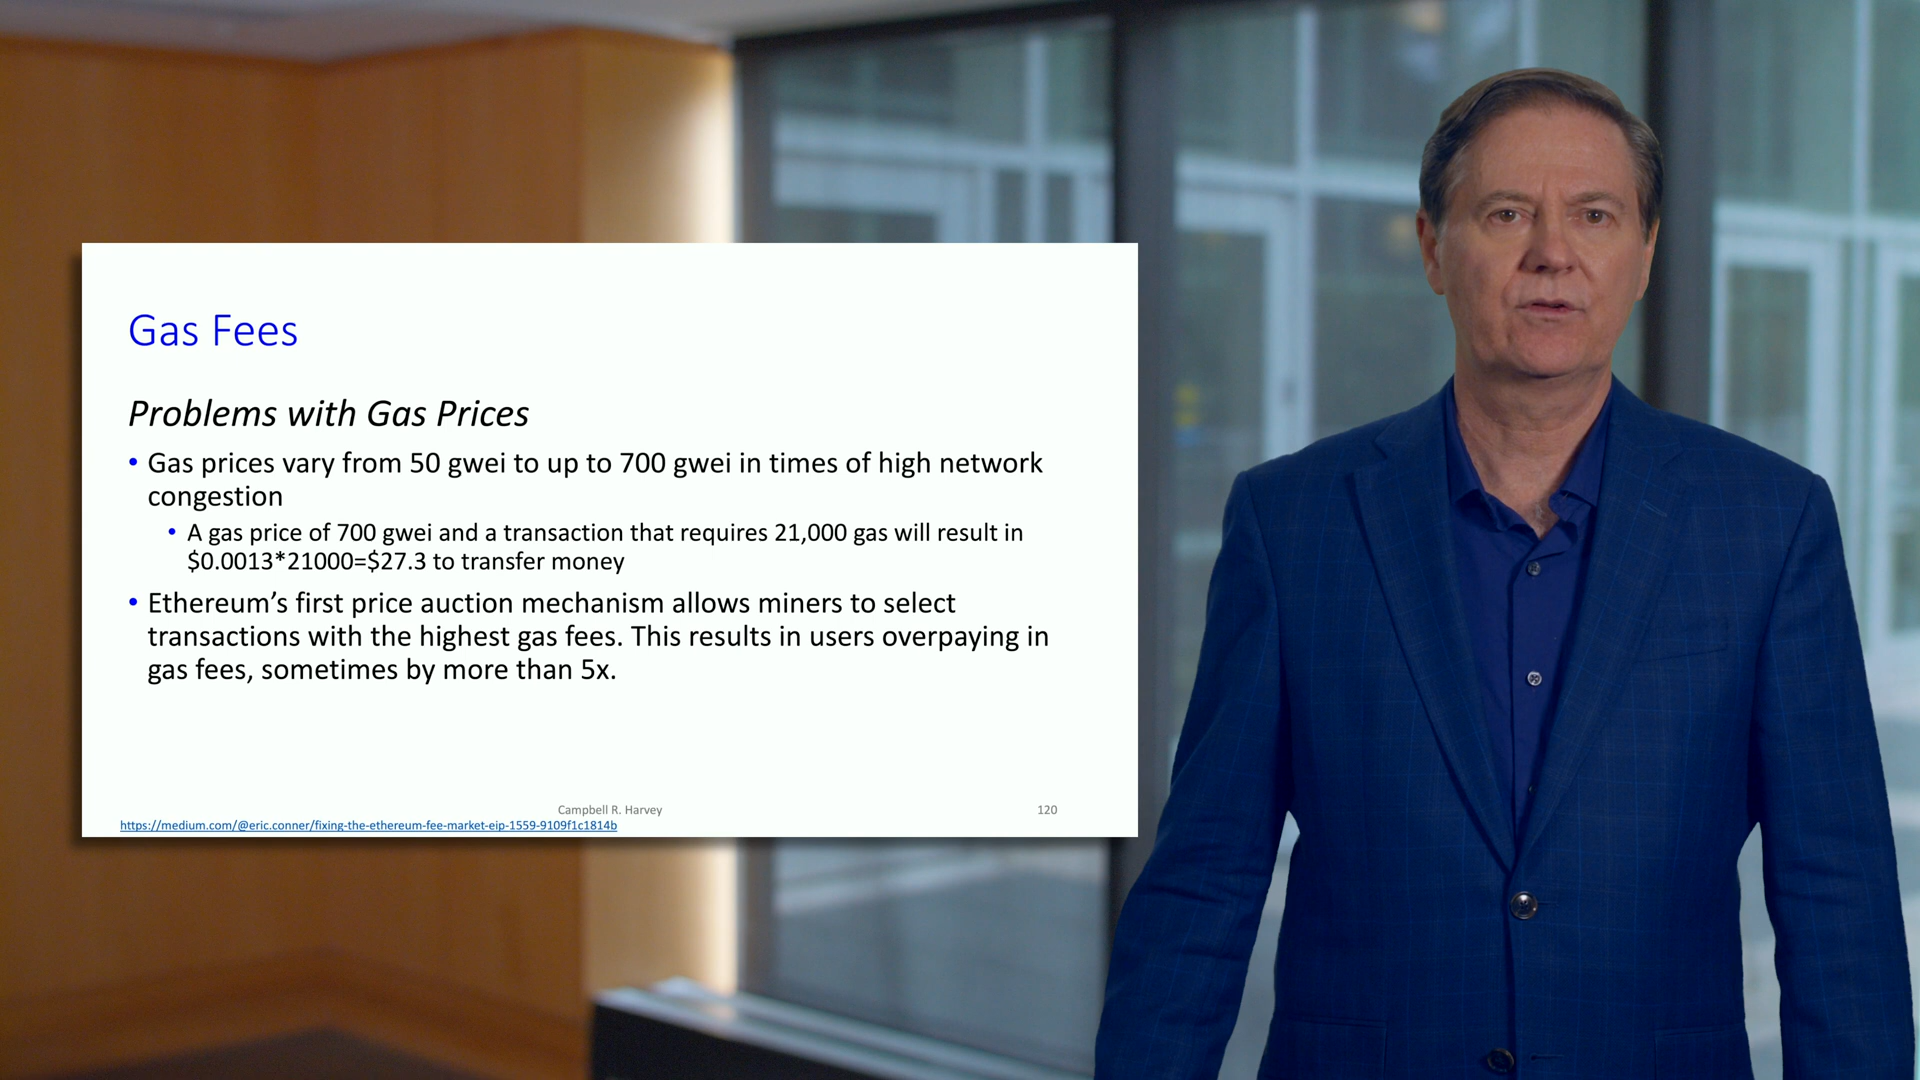 Gas Fees
Problems with Gas Prices
• Gas prices vary from 50 gwei to up to 700 gwei in times of high network
congestion
• A gas price of 700 gwei and a transaction that requires 21,000 gas will result in
$0.0013*21000=$27.3 to transfer money
• Ethereum’s first price auction mechanism allows miners to select
transactions with the highest gas fees. This results in users overpaying in
gas fees, sometimes by more than 5x.
Campbell R. Harvey
120
https://medium.com/@eric.conner/fixing-the-ethereum-fee-market-eip-1559-9109f1c1814b